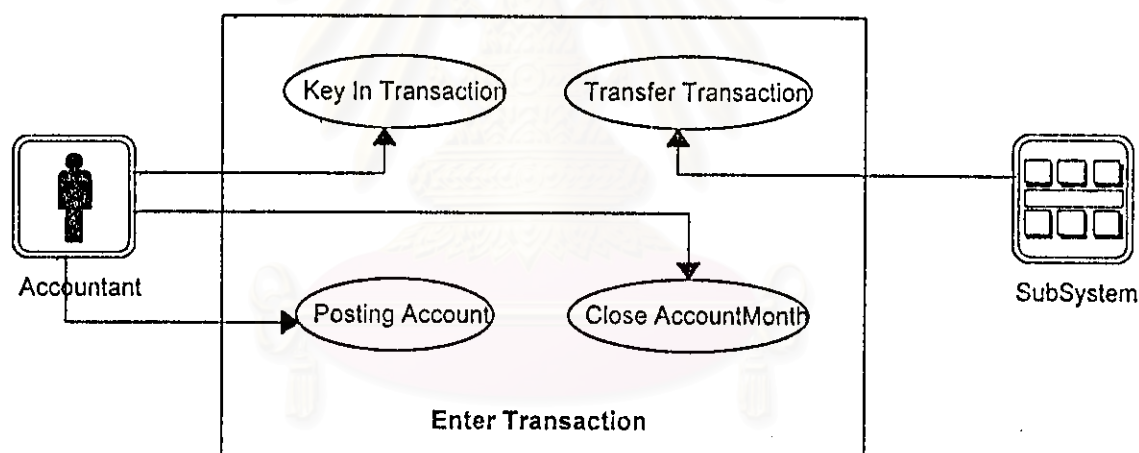 Key In Transaction
Transfer Transaction
Accountant
SubSystem
Posting Account
Close AccountMonth
Enter Transaction